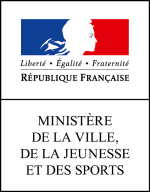 Liberté • Égalité • Fraternité
RÉPUBLIQUE FRANÇAISE
MINISTÈRE
DE LA VILLE,
DE LA JEUNESSE
ET DES SPORTS